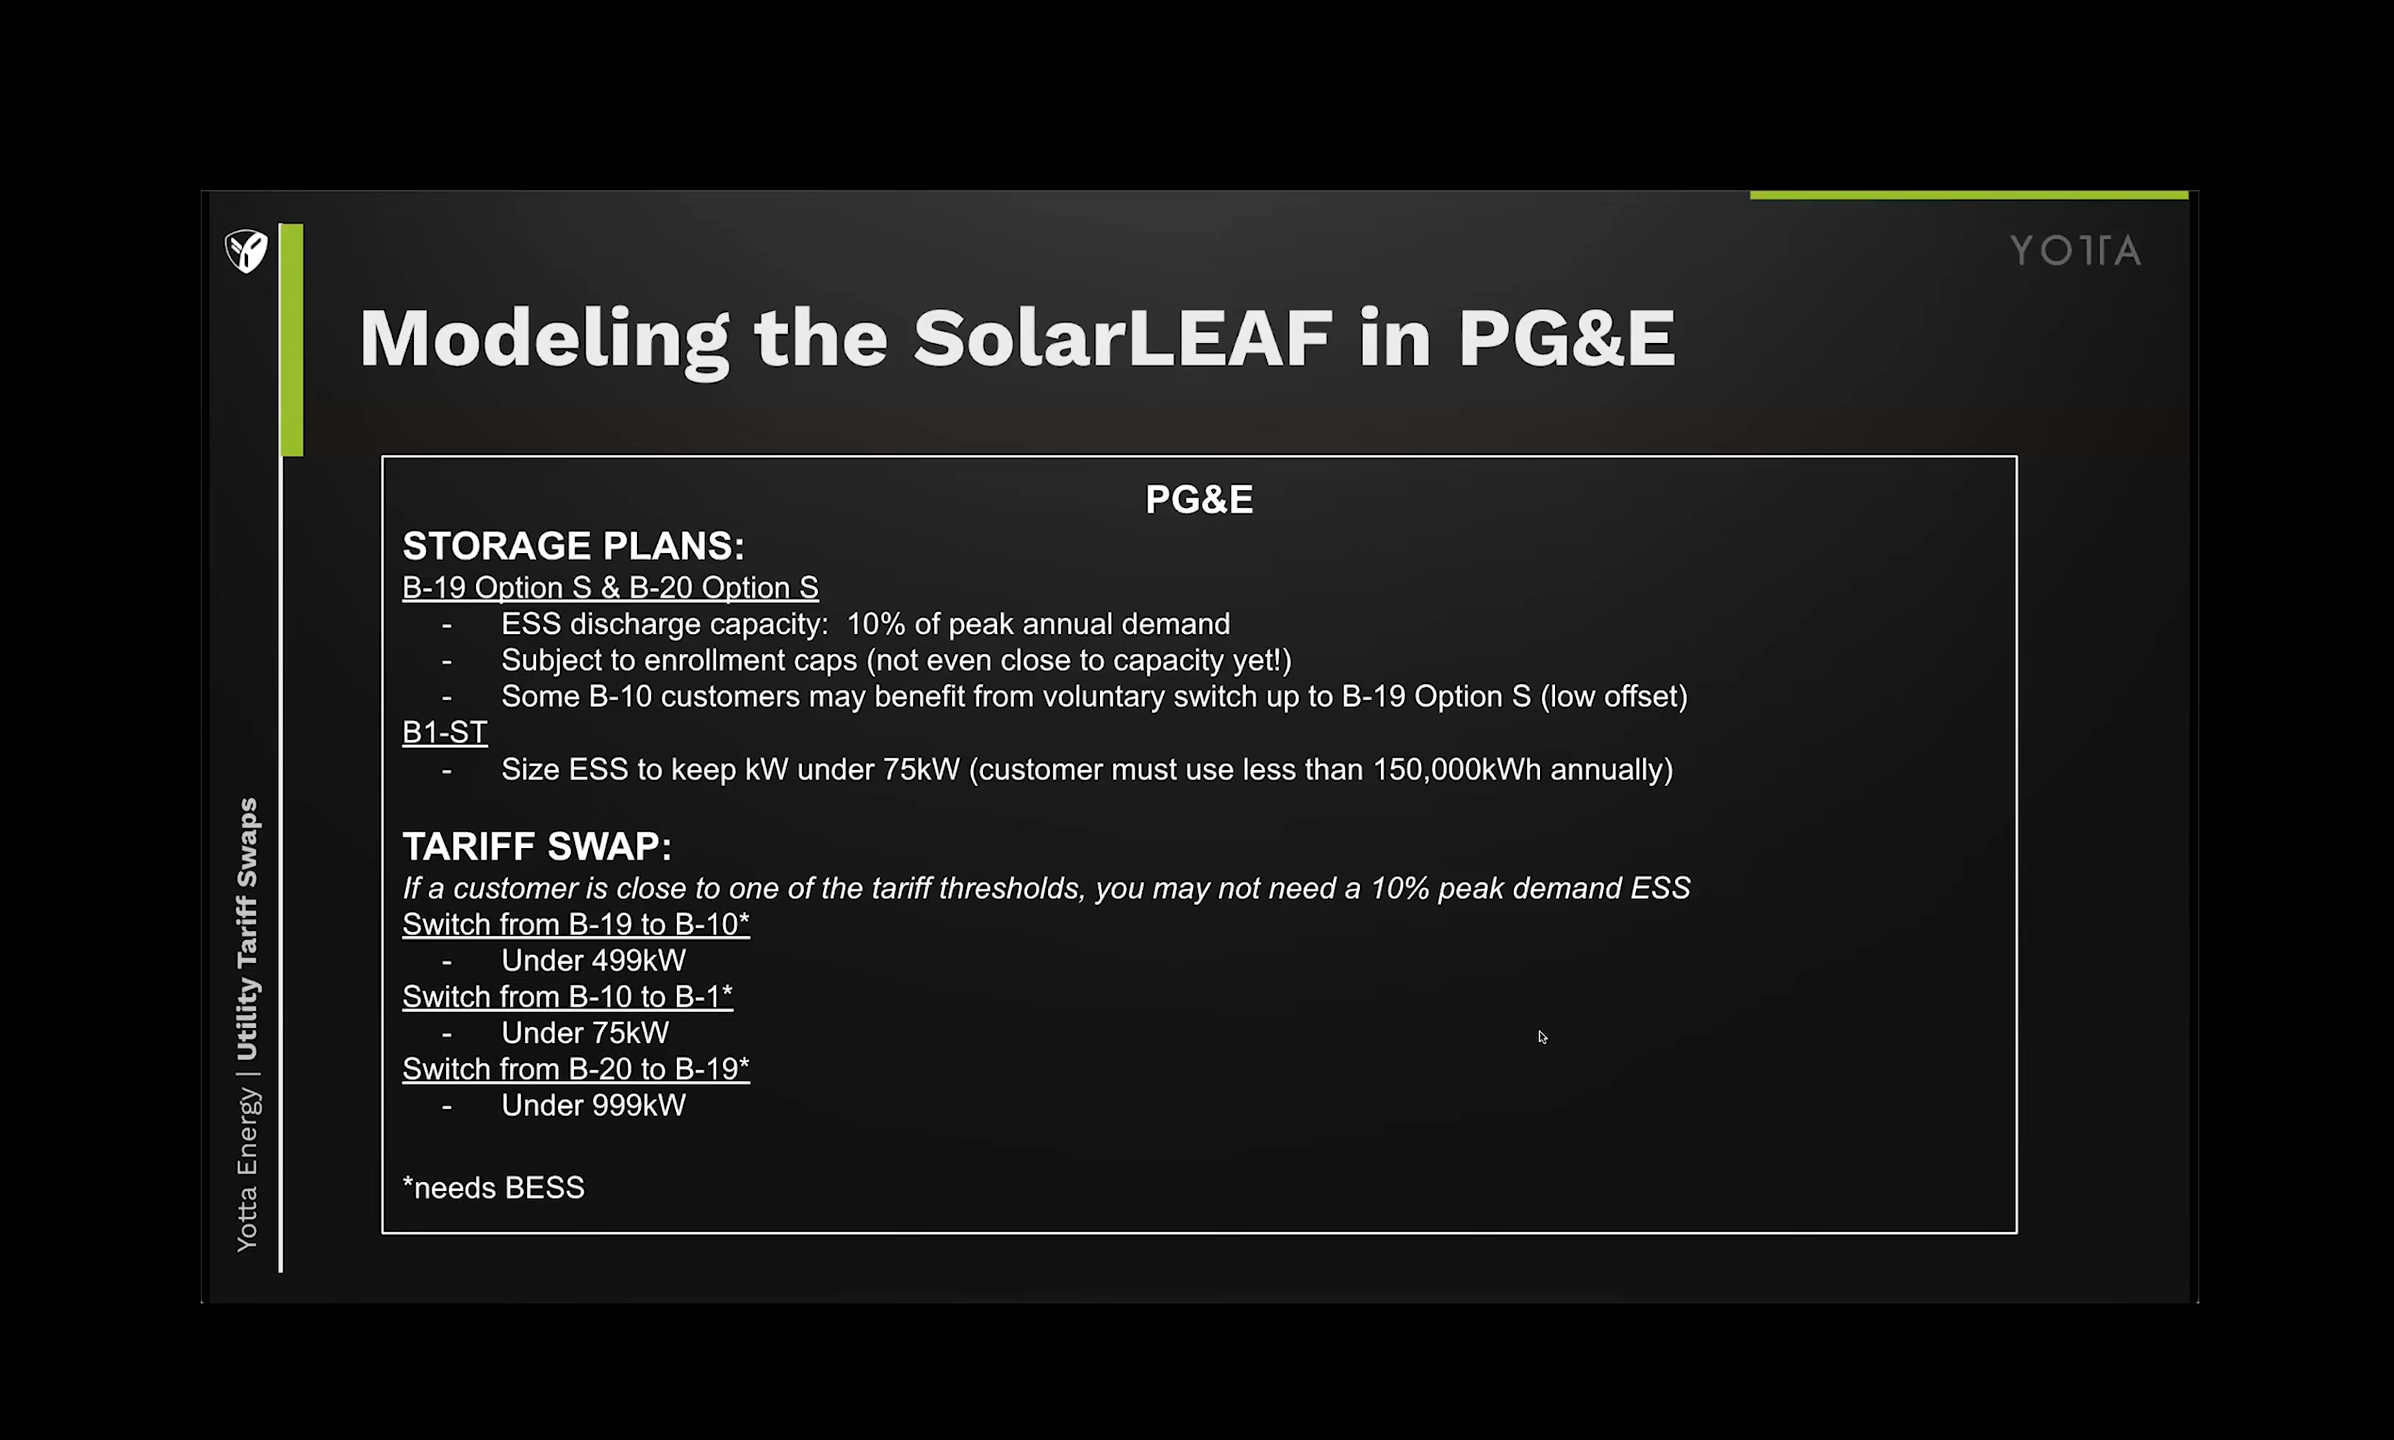 YOTTA
Modeling the SolarLEAF in PG&E
PG&E
STORAGE PLANS:
B-19 Option S & B-20 Option S
- ESS discharge capacity: 10% of peak annual demand
- Subject to enrollment caps (not even close to capacity yet!)
- Some B-10 customers may benefit from voluntary switch up to B-19 Option S (low offset)
B1-ST
- Size ESS to keep kW under 75kW (customer must use less than 150,000kWh annually)
TARIFF SWAP:
If a customer is close to one of the tariff thresholds, you may not need a 10% peak demand ESS
Switch from B-19 to B-10*
- Under 499kW
Switch from B-10 to B-1*
- Under 75kW
Switch from B-20 to B-19*
- Under 999kW
*needs BESS
Yotta Energy | Utility Tariff Swaps